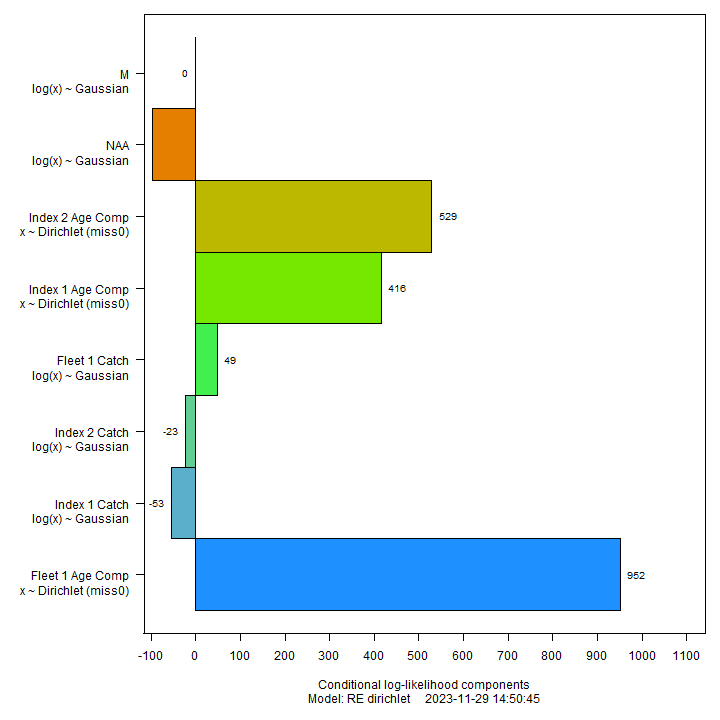 M
log(x) ~ Gaussian
0
NAA
log(x) ~ Gaussian
Index 2 Age Comp
x ~ Dirichlet (miss0)
529
Index 1 Age Comp
x ~ Dirichlet (miss0)
416
Fleet 1 Catch
log(x) ~ Gaussian
49
Index 2 Catch
log(x) ~ Gaussian
-23
Index 1 Catch
log(x) ~ Gaussian
-53
Fleet 1 Age Comp
x ~ Dirichlet (miss0)
952
-100 0 100 200 300 400 500 600 700 800 900 1000 1100
Conditional log-likelihood components
Model: RE dirichlet 2023-11-29 14:50:45